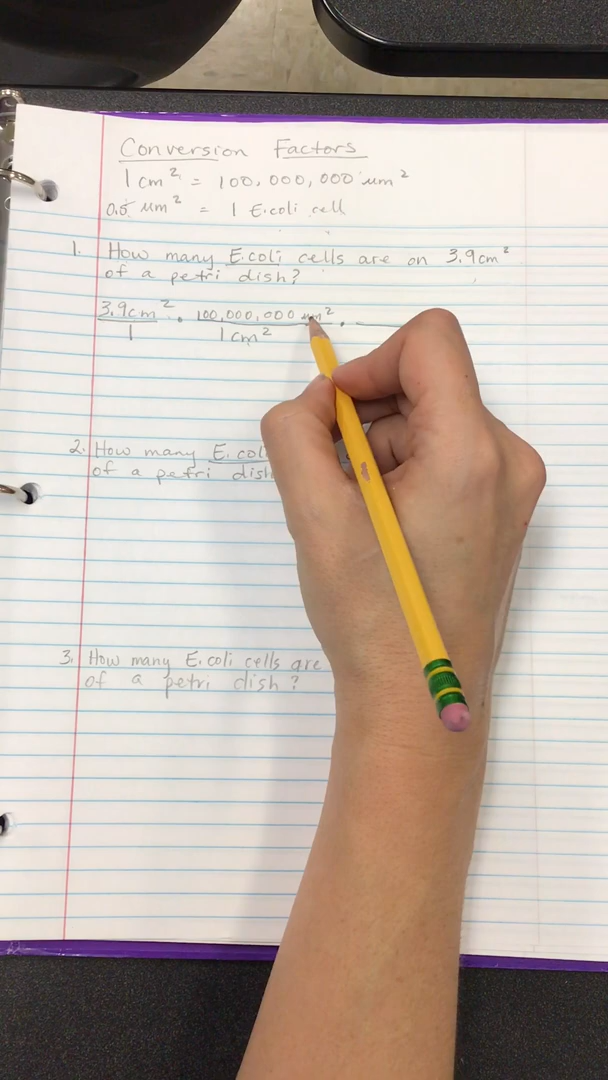 Conversion Factors
1 cm² = 100,000,000 um²
0.5 um² = 1 E.coli cell
1. How many E.coli cells are on 3.9cm²
of a petri dish?
3.9cm² • 100,000,000 um² •
1 1cm²
2. How many E. col
of a petri dish
3. How many E.coli cells are
of a petri dish?